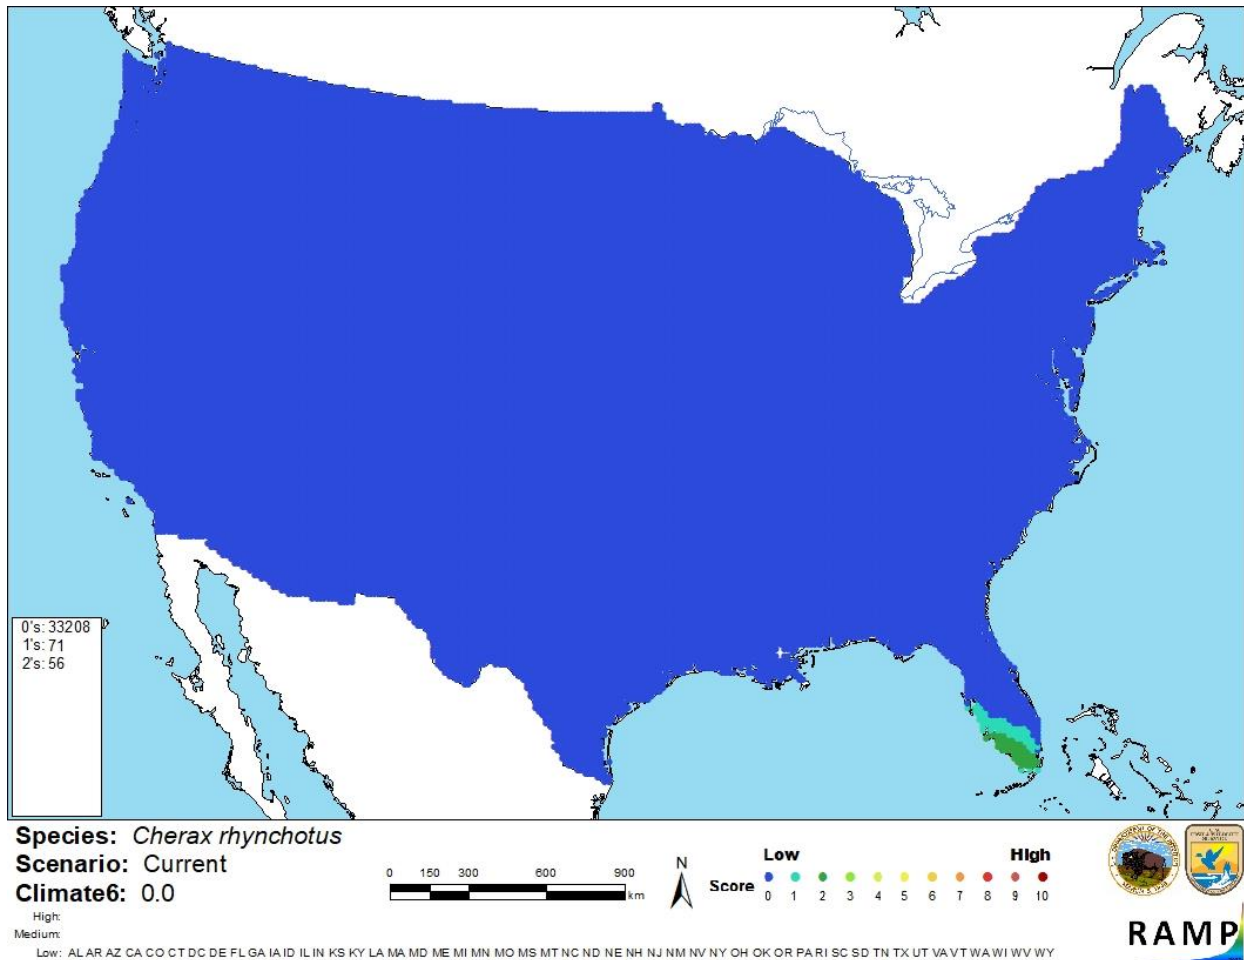 0's: 33208
1's: 71
2's: 56
Species: Cherax rhynchotus
Scenario: Current
Climate6: 0.0
High:
Medium:
Low: AL AR AZ CA CO CT DC DE FL GA IA ID IL IN KS KY LA MA MD ME MI MN MO MS MT NC ND NE NH NJ NM NV NY OH OK OR PA RI SC SD TN TX UT VA VT WA WI WV WY
0 150 300 600 900
km
N
Low High
Score
0 1 2 3 4 5 6 7 8 9 10
RAMP